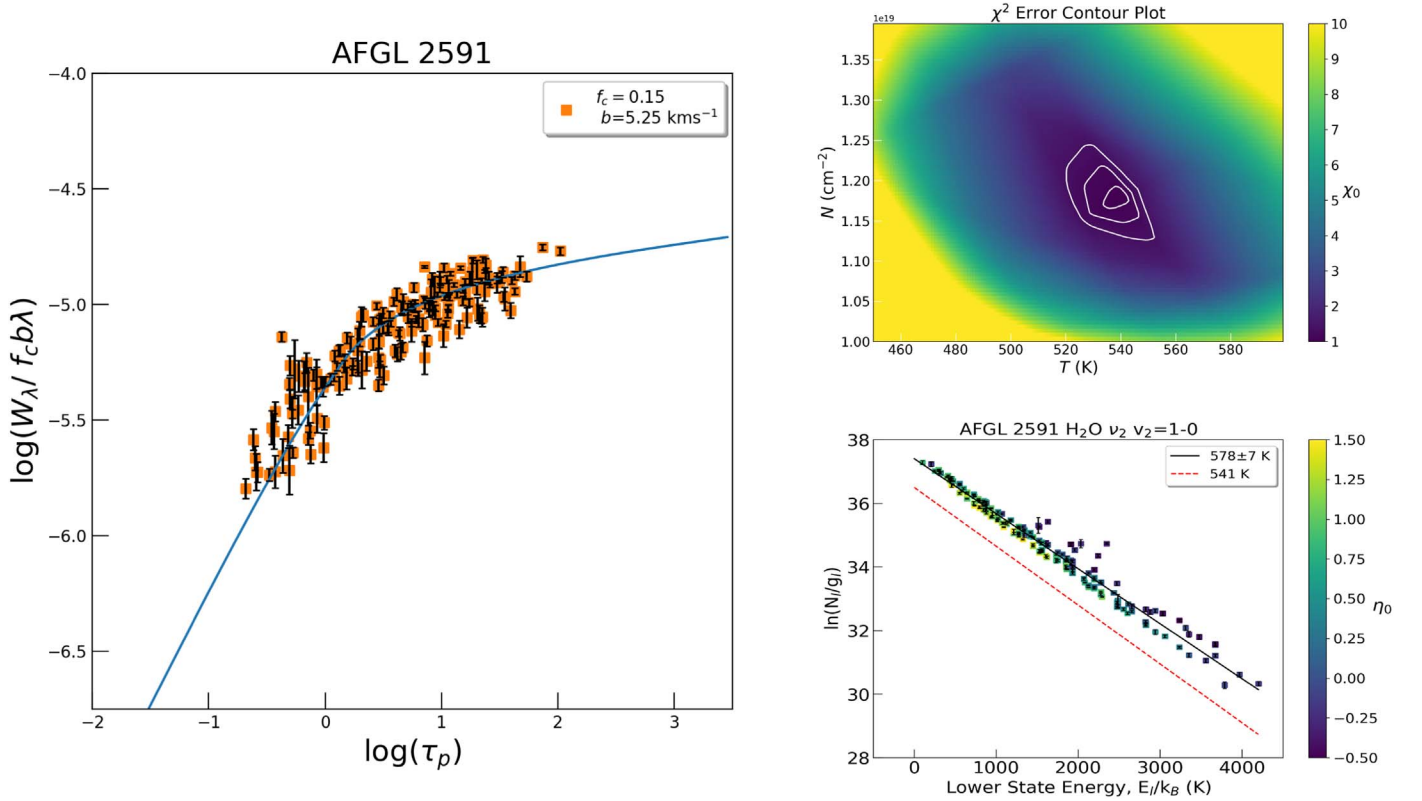 AFGL 2591
f_c = 0.15
b=5.25 kms⁻¹
−4.0
−4.5
−5.0
−5.5
−6.0
−6.5
log(W_λ/ f_c bλ)
−2 −1 0 1 2 3
log(τ_p)
χ² Error Contour Plot
1e19
1.35
1.30
1.25
1.20
1.15
1.10
1.05
1.00
N (cm⁻²)
460 480 500 520 540 560 580
T (K)
10
9
8
7
6
5
4
3
2
1
χ₀
AFGL 2591 H₂O ν₂ v₂=1-0
578±7 K
541 K
38
36
34
32
30
28
ln(N_l/g_l)
0 1000 2000 3000 4000
Lower State Energy, E_l/k_B (K)
1.50
1.25
1.00
0.75
0.50
0.25
0.00
−0.25
−0.50
η₀